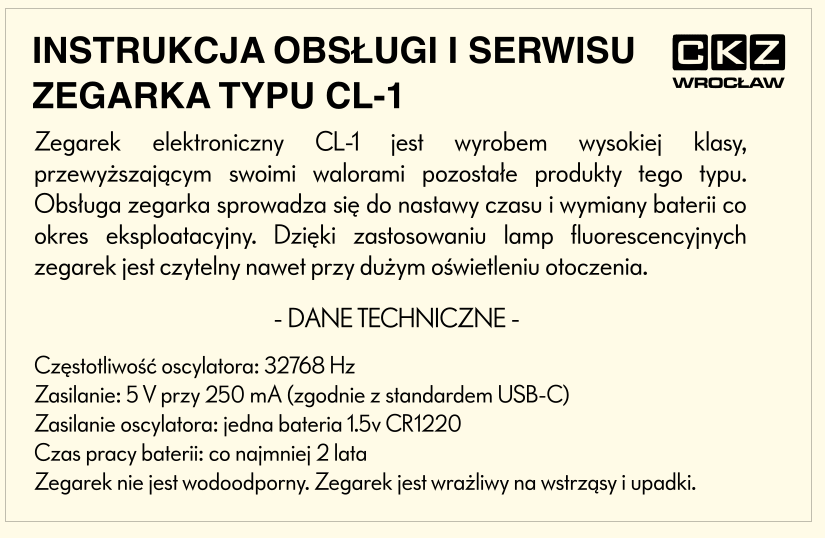 INSTRUKCJA OBSŁUGI I SERWISU
ZEGARKA TYPU CL-1
CKZ
WROCŁAW
Zegarek elektroniczny CL-1 jest wyrobem wysokiej klasy,
przewyższającym swoimi walorami pozostałe produkty tego typu.
Obsługa zegarka sprowadza się do nastawy czasu i wymiany baterii co
okres eksploatacyjny. Dzięki zastosowaniu lamp fluorescencyjnych
zegarek jest czytelny nawet przy dużym oświetleniu otoczenia.
- DANE TECHNICZNE -
Częstotliwość oscylatora: 32768 Hz
Zasilanie: 5 V przy 250 mA (zgodnie z standardem USB-C)
Zasilanie oscylatora: jedna bateria 1.5v CR1220
Czas pracy baterii: co najmniej 2 lata
Zegarek nie jest wodoodporny. Zegarek jest wrażliwy na wstrząsy i upadki.